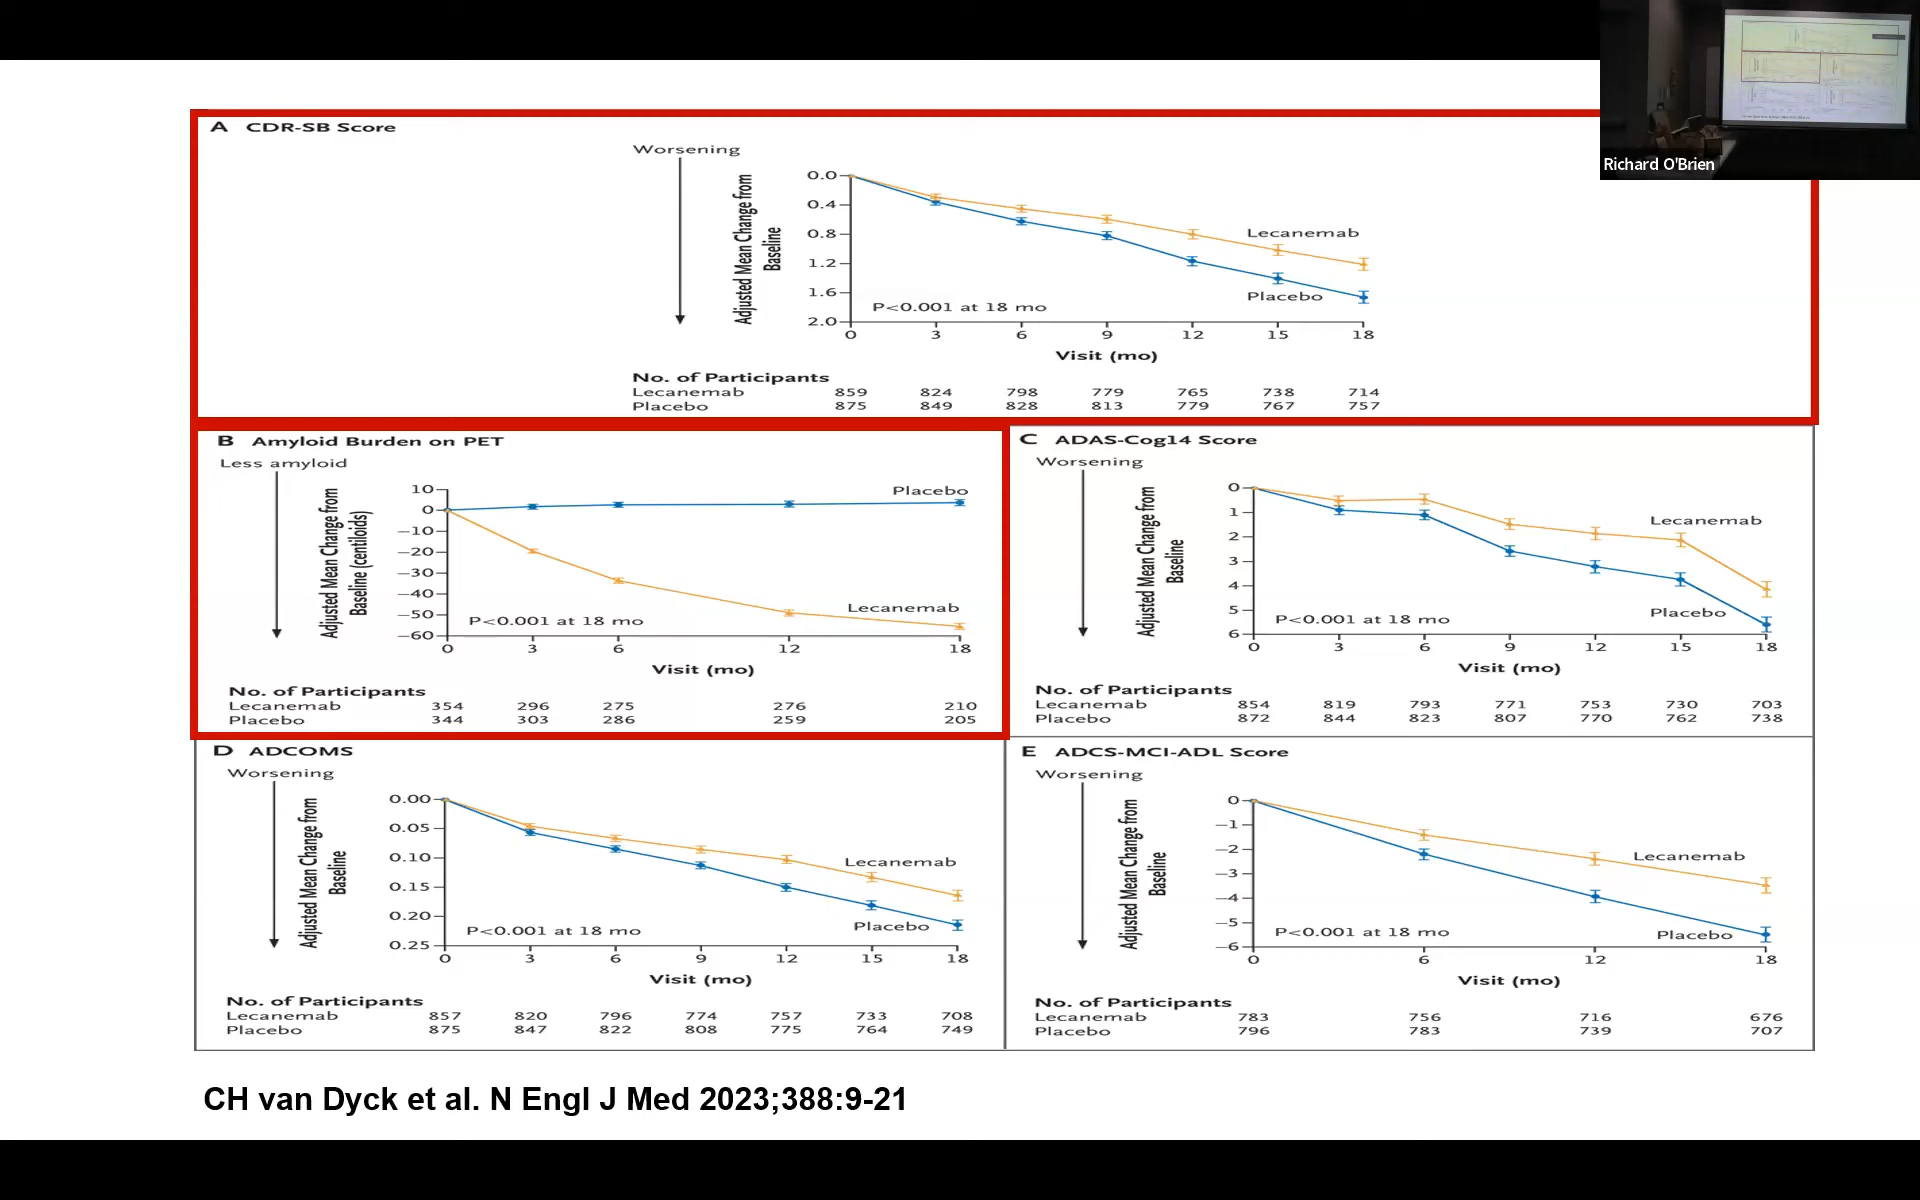 Richard O'Brien
A CDR-SB Score
Worsening
Adjusted Mean Change from
Baseline
0.0
0.4
0.8
1.2
1.6
2.0
Lecanemab
Placebo
P<0.001 at 18 mo
0 3 6 9 12 15 18
Visit (mo)
No. of Participants
Lecanemab 859 824 798 779 765 738 714
Placebo 875 849 828 813 779 767 757
B Amyloid Burden on PET
Less amyloid
Adjusted Mean Change from
Baseline (centiloids)
10
0
−10
−20
−30
−40
−50
−60
Placebo
Lecanemab
P<0.001 at 18 mo
0 3 6 12 18
Visit (mo)
No. of Participants
Lecanemab 354 296 275 276 210
Placebo 344 303 286 259 205
C ADAS-Cog14 Score
Worsening
Adjusted Mean Change from
Baseline
0
1
2
3
4
5
6
Lecanemab
Placebo
P<0.001 at 18 mo
0 3 6 9 12 15 18
Visit (mo)
No. of Participants
Lecanemab 854 819 793 771 753 730 703
Placebo 872 844 823 807 770 762 738
D ADCOMS
Worsening
Adjusted Mean Change from
Baseline
0.00
0.05
0.10
0.15
0.20
0.25
Lecanemab
Placebo
P<0.001 at 18 mo
0 3 6 9 12 15 18
Visit (mo)
No. of Participants
Lecanemab 857 820 796 774 757 733 708
Placebo 875 847 822 808 775 764 749
E ADCS-MCI-ADL Score
Worsening
Adjusted Mean Change from
Baseline
0
−1
−2
−3
−4
−5
−6
Lecanemab
Placebo
P<0.001 at 18 mo
0 6 12 18
Visit (mo)
No. of Participants
Lecanemab 783 756 716 676
Placebo 796 783 739 707
CH van Dyck et al. N Engl J Med 2023;388:9-21